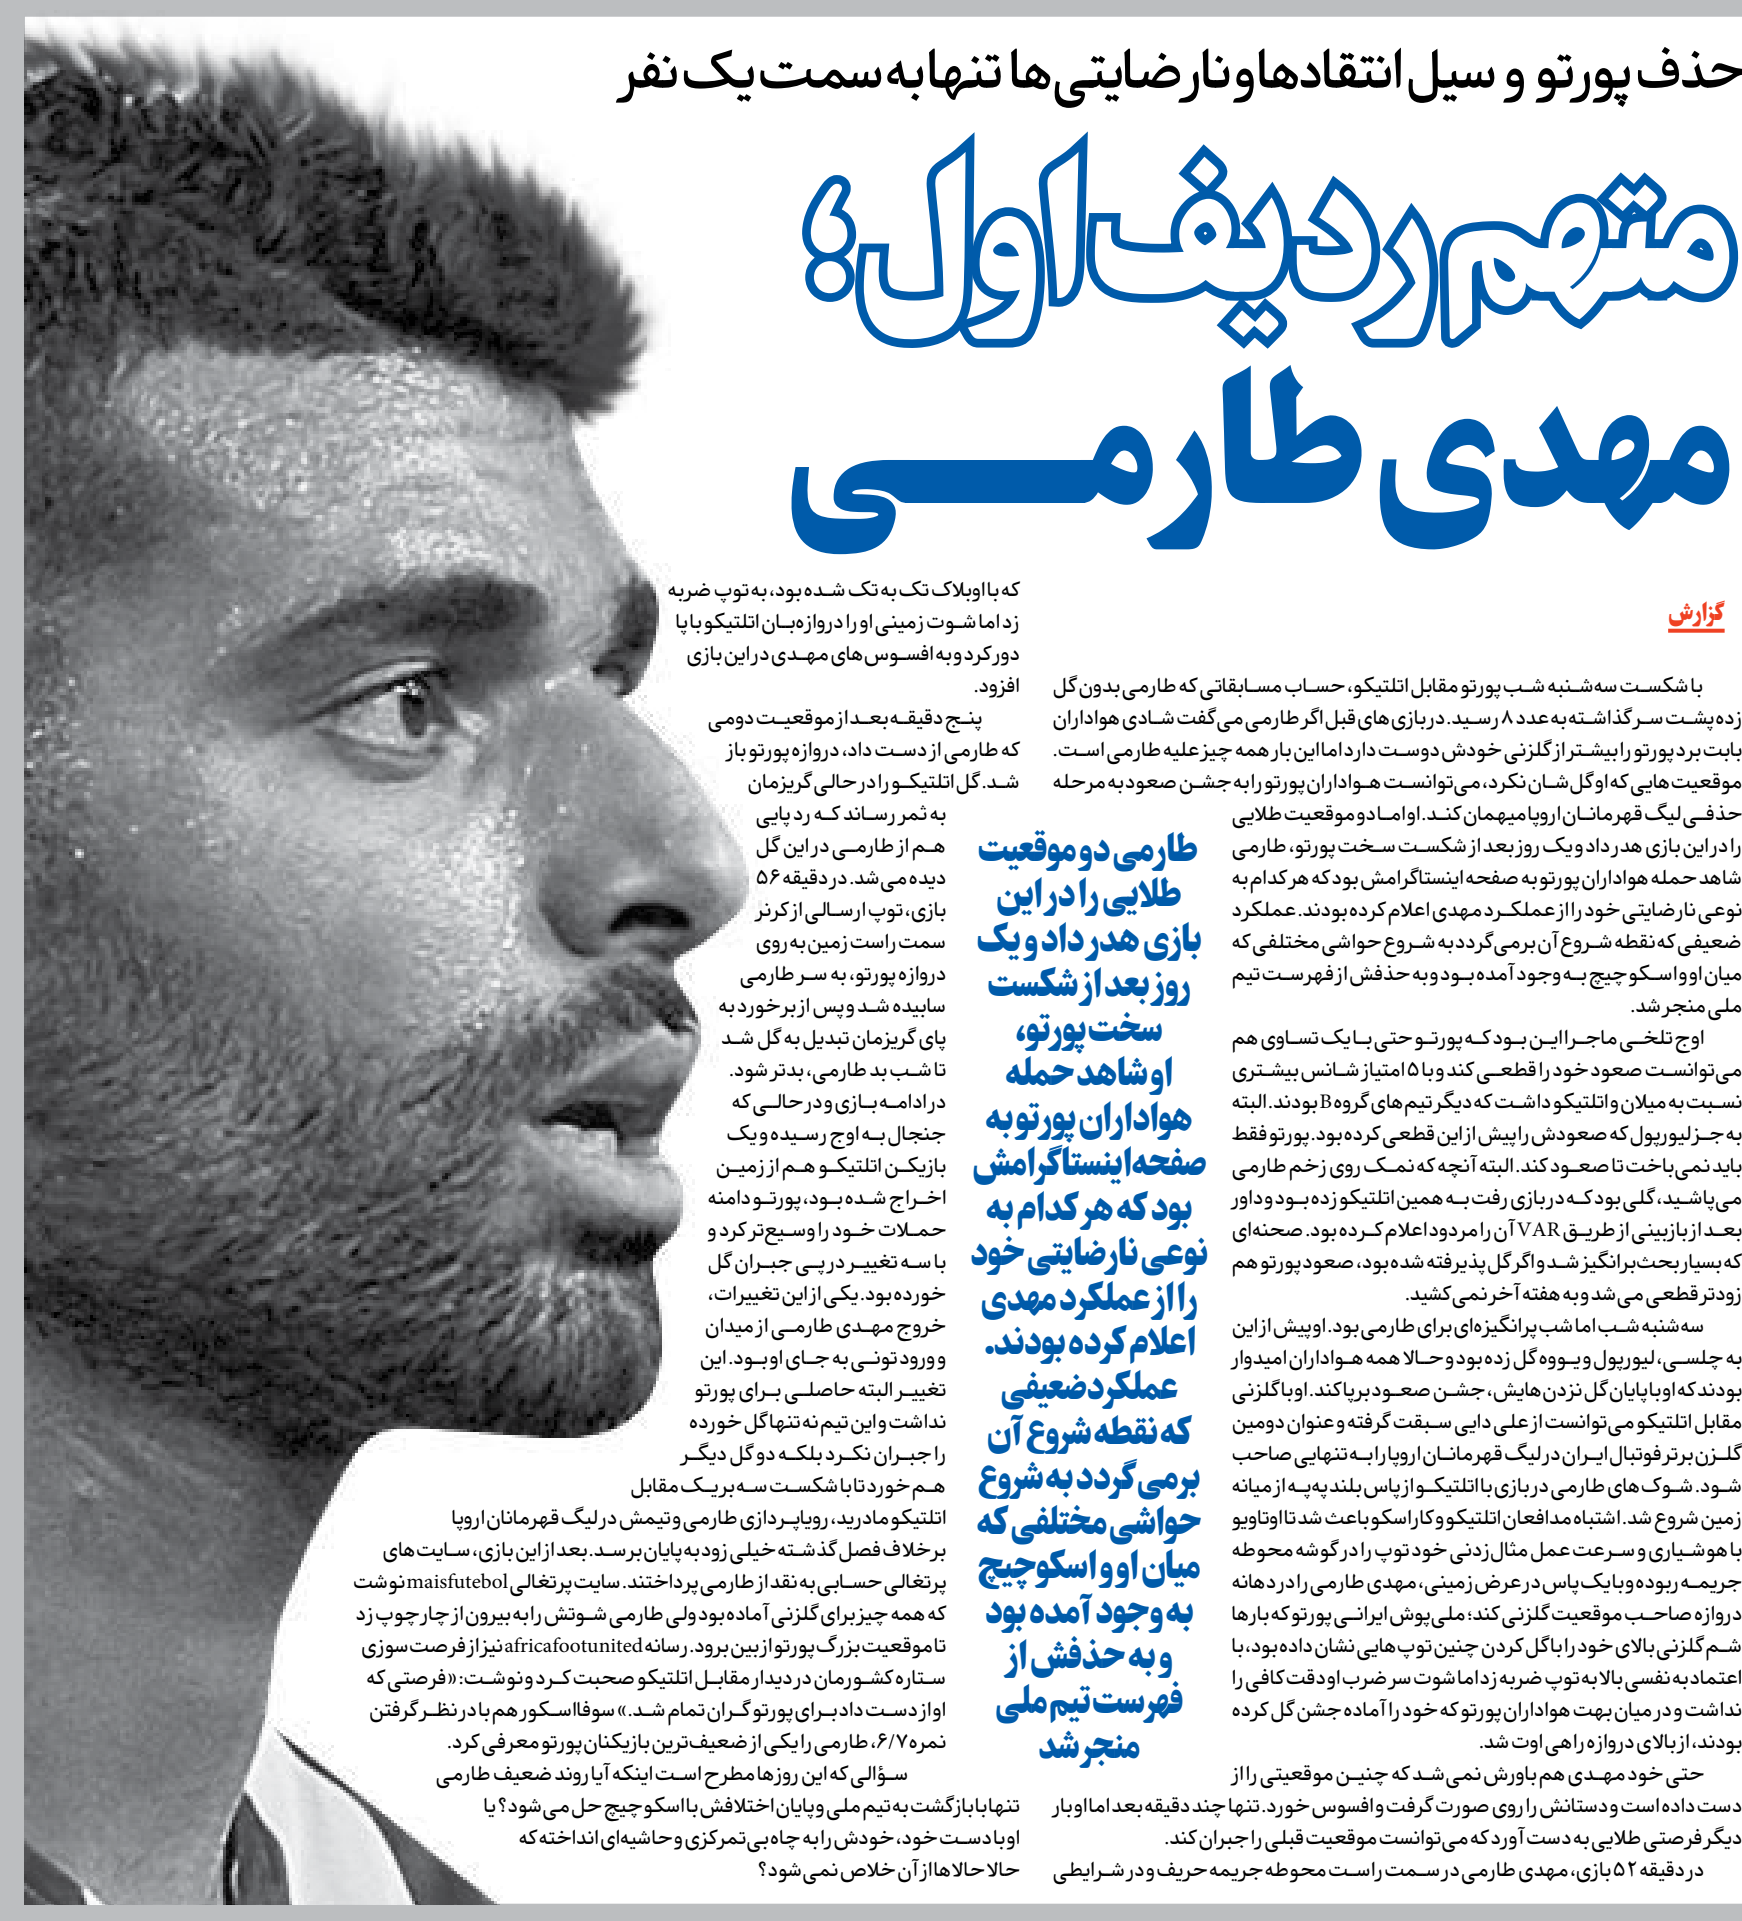 حذف پورتو و سیل انتقادها و نارضایتی‌ها تنها به سمت یک نفر
متهم ردیف اول؛
مهدی طارمی
گزارش
با شکست سه‌شنبه شب پورتو مقابل اتلتیکو، حساب مسابقاتی که طارمی بدون گل
زده پشت سر گذاشته به عدد ۸ رسید. در بازی های قبل اگر طارمی می‌گفت شادی هواداران
بابت برد پورتو را بیشتر از گلزنی خودش دوست دارد اما این بار همه چیز علیه طارمی است.
موقعیت هایی که او گل‌شان نکرد، می‌توانست هواداران پورتو را به جشن صعود به مرحله
حذفی لیگ قهرمانان اروپا میهمان کند. او اما دو موقعیت طلایی
را در این بازی هدر داد و یک روز بعد از شکست سخت پورتو، طارمی
شاهد حمله هواداران پورتو به صفحه اینستاگرامش بود که هر کدام به
نوعی نارضایتی خود را از عملکرد مهدی اعلام کرده بودند. عملکرد
ضعیفی که نقطه شروع آن برمی‌گردد به شروع حواشی مختلفی که
میان او و اسکوچیچ به وجود آمده بود و به حذفش از فهرست تیم
ملی منجر شد.
اوج تلخی ماجرا این بود که پورتو حتی با یک تساوی هم
می‌توانست صعود خود را قطعی کند و با ۵ امتیاز شانس بیشتری
نسبت به میلان و اتلتیکو داشت که دیگر تیم های گروه B بودند. البته
به جز لیورپول که صعودش را پیش از این قطعی کرده بود. پورتو فقط
باید نمی‌باخت تا صعود کند. البته آنچه که نمک روی زخم طارمی
می‌پاشید، گلی بود که در بازی رفت به همین اتلتیکو زده بود و داور
بعد از بازبینی از طریق VAR آن را مردود اعلام کرده بود. صحنه‌ای
که بسیار بحث برانگیز شد و اگر گل پذیرفته شده بود، صعود پورتو هم
زودتر قطعی می‌شد و به هفته آخر نمی‌کشید.
سه‌شنبه شب اما شب پرانگیزه‌ای برای طارمی بود. او پیش از این
به چلسی، لیورپول و یووه گل زده بود و حالا همه هواداران امیدوار
بودند که او با پایان گل نزدن هایش، جشن صعود برپا کند. او با گلزنی
مقابل اتلتیکو می‌توانست از علی دایی سبقت گرفته و عنوان دومین
گلزن برتر فوتبال ایران در لیگ قهرمانان اروپا را به تنهایی صاحب
شود. شوک های طارمی در بازی با اتلتیکو از پاس بلند په‌په از میانه
زمین شروع شد. اشتباه مدافعان اتلتیکو و کاراسکو باعث شد تا اوتاویو
با هوشیاری و سرعت عمل مثال زدنی خود توپ را در گوشه محوطه
جریمه ربوده و با یک پاس در عرض زمینی، مهدی طارمی را در دهانه
دروازه صاحب موقعیت گلزنی کند؛ ملی‌پوش ایرانی پورتو که بارها
شم گلزنی بالای خود را با گل کردن چنین توپ هایی نشان داده بود، با
اعتماد به نفسی بالا به توپ ضربه زد اما شوت سر ضرب او دقت کافی را
نداشت و در میان بهت هواداران پورتو که خود را آماده جشن گل کرده
بودند، از بالای دروازه راهی اوت شد.
حتی خود مهدی هم باورش نمی‌شد که چنین موقعیتی را از
دست داده است و دستانش را روی صورت گرفت و افسوس خورد. تنها چند دقیقه بعد اما او بار
دیگر فرصتی طلایی به دست آورد که می‌توانست موقعیت قبلی را جبران کند.
در دقیقه ۵۲ بازی، مهدی طارمی در سمت راست محوطه جریمه حریف و در شرایطی
طارمی دو موقعیت
طلایی را در این
بازی هدر داد و یک
روز بعد از شکست
سخت پورتو،
او شاهد حمله
هواداران پورتو به
صفحه اینستاگرامش
بود که هر کدام به
نوعی نارضایتی خود
را از عملکرد مهدی
اعلام کرده بودند.
عملکرد ضعیفی
که نقطه شروع آن
برمی‌گردد به شروع
حواشی مختلفی که
میان او و اسکوچیچ
به وجود آمده بود
و به حذفش از
فهرست تیم ملی
منجر شد
که با اوبلاک تک به تک شده بود، به توپ ضربه
زد اما شوت زمینی او را دروازه‌بان اتلتیکو با پا
دور کرد و به افسوس های مهدی در این بازی
افزود.
پنج دقیقه بعد از موقعیت دومی
که طارمی از دست داد، دروازه پورتو باز
شد. گل اتلتیکو را در حالی گریزمان
به ثمر رساند که رد پایی
هم از طارمی در این گل
دیده می‌شد. در دقیقه ۵۶
بازی، توپ ارسالی از کرنر
سمت راست زمین به روی
دروازه پورتو، به سر طارمی
ساییده شد و پس از برخورد به
پای گریزمان تبدیل به گل شد
تا شب بد طارمی، بدتر شود.
در ادامه بازی و در حالی که
جنجال به اوج رسیده و یک
بازیکن اتلتیکو هم از زمین
اخراج شده بود، پورتو دامنه
حملات خود را وسیع‌تر کرد و
با سه تغییر در پی جبران گل
خورده بود. یکی از این تغییرات،
خروج مهدی طارمی از میدان
و ورود تونی به جای او بود. این
تغییر البته حاصلی برای پورتو
نداشت و این تیم نه تنها گل خورده
را جبران نکرد بلکه دو گل دیگر
هم خورد تا با شکست سه بر یک مقابل
اتلتیکو مادرید، رویاپردازی طارمی و تیمش در لیگ قهرمانان اروپا
برخلاف فصل گذشته خیلی زود به پایان برسد. بعد از این بازی، سایت های
پرتغالی حسابی به نقد از طارمی پرداختند. سایت پرتغالی maisfutebol نوشت
که همه چیز برای گلزنی آماده بود ولی طارمی شوتش را به بیرون از چارچوب زد
تا موقعیت بزرگ پورتو از بین برود. رسانه africafootunited نیز از فرصت سوزی
ستاره کشورمان در دیدار مقابل اتلتیکو صحبت کرد و نوشت: «فرصتی که
او از دست داد برای پورتو گران تمام شد.» سوفااسکور هم با در نظر گرفتن
نمره ۶/۷، طارمی را یکی از ضعیف‌ترین بازیکنان پورتو معرفی کرد.
سؤالی که این روزها مطرح است اینکه آیا روند ضعیف طارمی
تنها با بازگشت به تیم ملی و پایان اختلافش با اسکوچیچ حل می‌شود؟ یا
او با دست خود، خودش را به چاه بی‌تمرکزی و حاشیه‌ای انداخته که
حالا حالاها از آن خلاص نمی‌شود؟